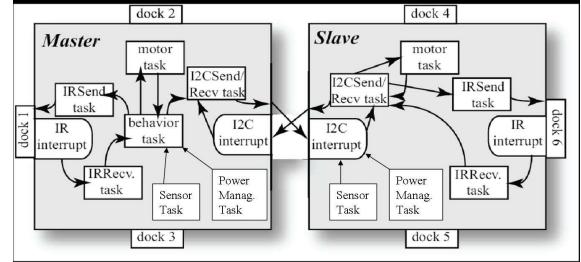 dock 2
dock 4
Master
motor
task
I2CSend/
Recv task
IRSend
task
behavior
task
dock 1
IR
interrupt
I2C
interrupt
IRRecv.
task
Sensor
Task
Power
Manag.
Task
dock 3
Slave
motor
task
I2CSend/
Recv task
IRSend
task
I2C
interrupt
IR
interrupt
dock 6
IRRecv.
task
Sensor
Task
Power
Manag.
Task
dock 5